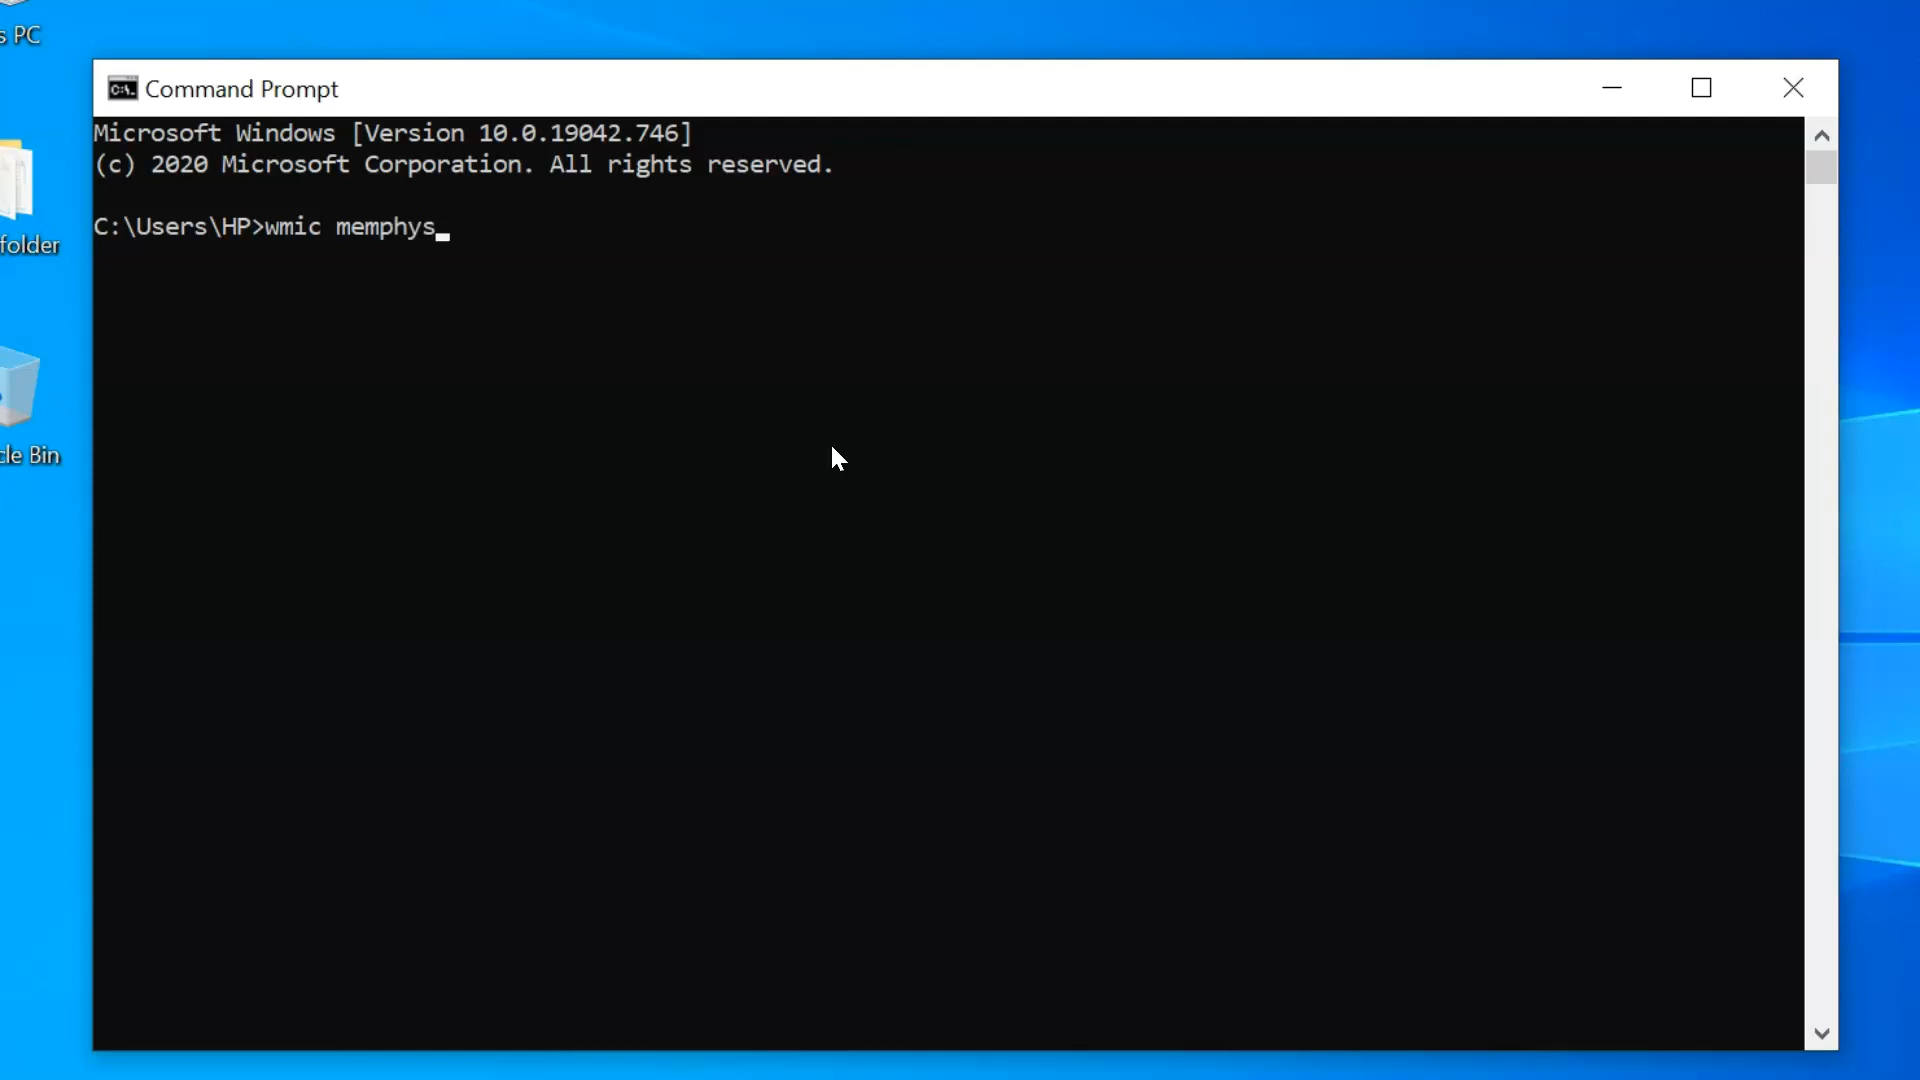 s PC
Command Prompt
Microsoft Windows [Version 10.0.19042.746]
(c) 2020 Microsoft Corporation. All rights reserved.
C:\Users\HP>wmic memphys
folder
cle Bin